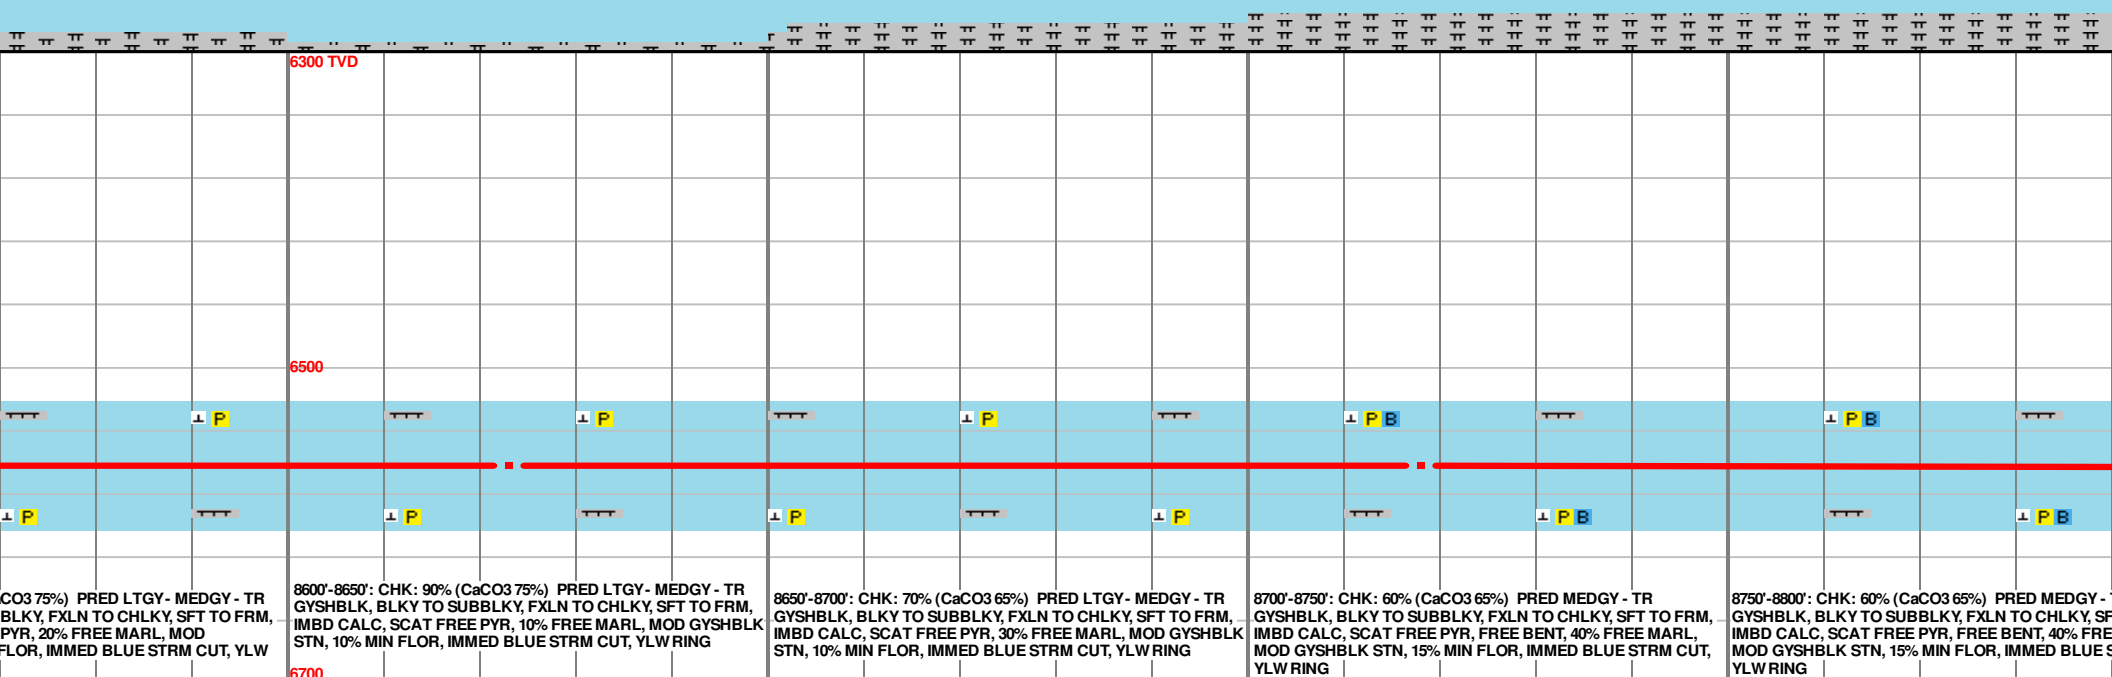 6300 TVD
6500
P
P
P
P B
P B
P
P
P
P
P B
P B
CO3 75%) PRED LTGY - MEDGY - TR
BLKY, FXLN TO CHLKY, SFT TO FRM,
PYR, 20% FREE MARL, MOD
FLOR, IMMED BLUE STRM CUT, YLW
8600'-8650': CHK: 90% (CaCO3 75%) PRED LTGY - MEDGY - TR
GYSHBLK, BLKY TO SUBBLKY, FXLN TO CHLKY, SFT TO FRM,
IMBD CALC, SCAT FREE PYR, 10% FREE MARL, MOD GYSHBLK
STN, 10% MIN FLOR, IMMED BLUE STRM CUT, YLW RING
8650'-8700': CHK: 70% (CaCO3 65%) PRED LTGY - MEDGY - TR
GYSHBLK, BLKY TO SUBBLKY, FXLN TO CHLKY, SFT TO FRM,
IMBD CALC, SCAT FREE PYR, 30% FREE MARL, MOD GYSHBLK
STN, 10% MIN FLOR, IMMED BLUE STRM CUT, YLW RING
8700'-8750': CHK: 60% (CaCO3 65%) PRED MEDGY - TR
GYSHBLK, BLKY TO SUBBLKY, FXLN TO CHLKY, SFT TO FRM,
IMBD CALC, SCAT FREE PYR, FREE BENT, 40% FREE MARL,
MOD GYSHBLK STN, 15% MIN FLOR, IMMED BLUE STRM CUT,
YLW RING
8750'-8800': CHK: 60% (CaCO3 65%) PRED MEDGY -
GYSHBLK, BLKY TO SUBBLKY, FXLN TO CHLKY, SF
IMBD CALC, SCAT FREE PYR, FREE BENT, 40% FRE
MOD GYSHBLK STN, 15% MIN FLOR, IMMED BLUE S
YLW RING
6700